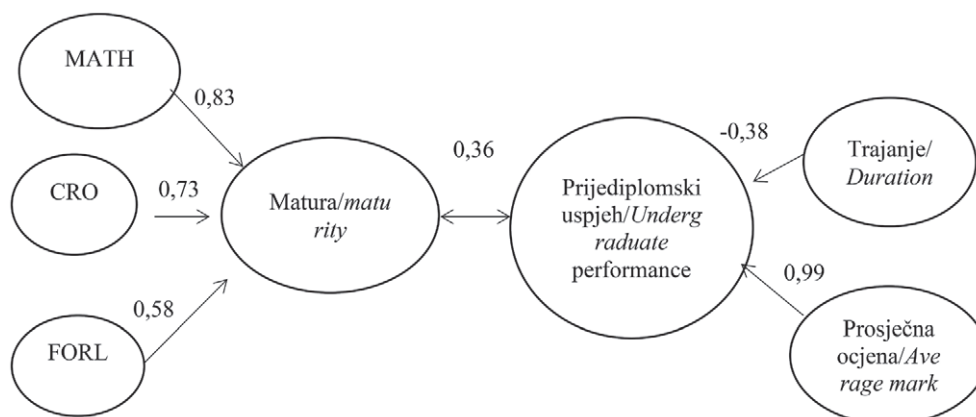 MATH
0,83
CRO
0,73
FORL
0,58
Matura/matu
rity
0,36
Prijediplomski
uspjeh/Underg
raduate
performance
-0,38
Trajanje/
Duration
0,99
Prosječna
ocjena/Ave
rage mark